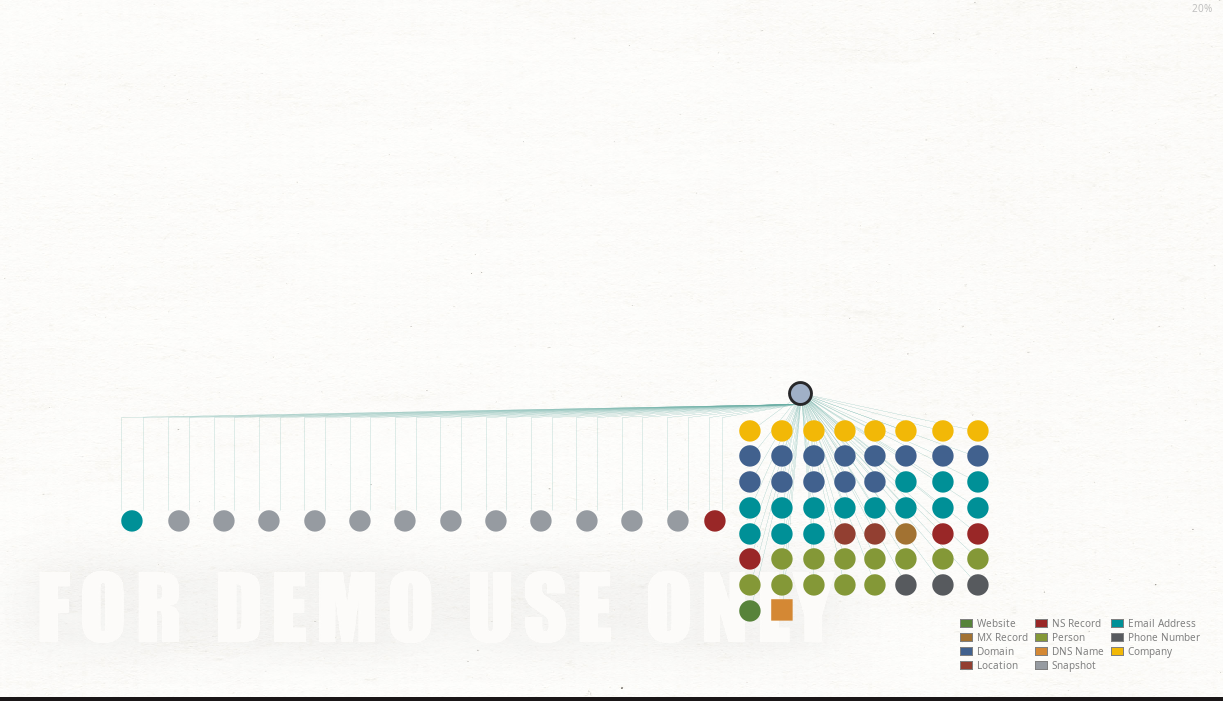 20%
FOR DEMO USE ONLY
Website NS Record Email Address
MX Record Person Phone Number
Domain DNS Name Company
Location Snapshot